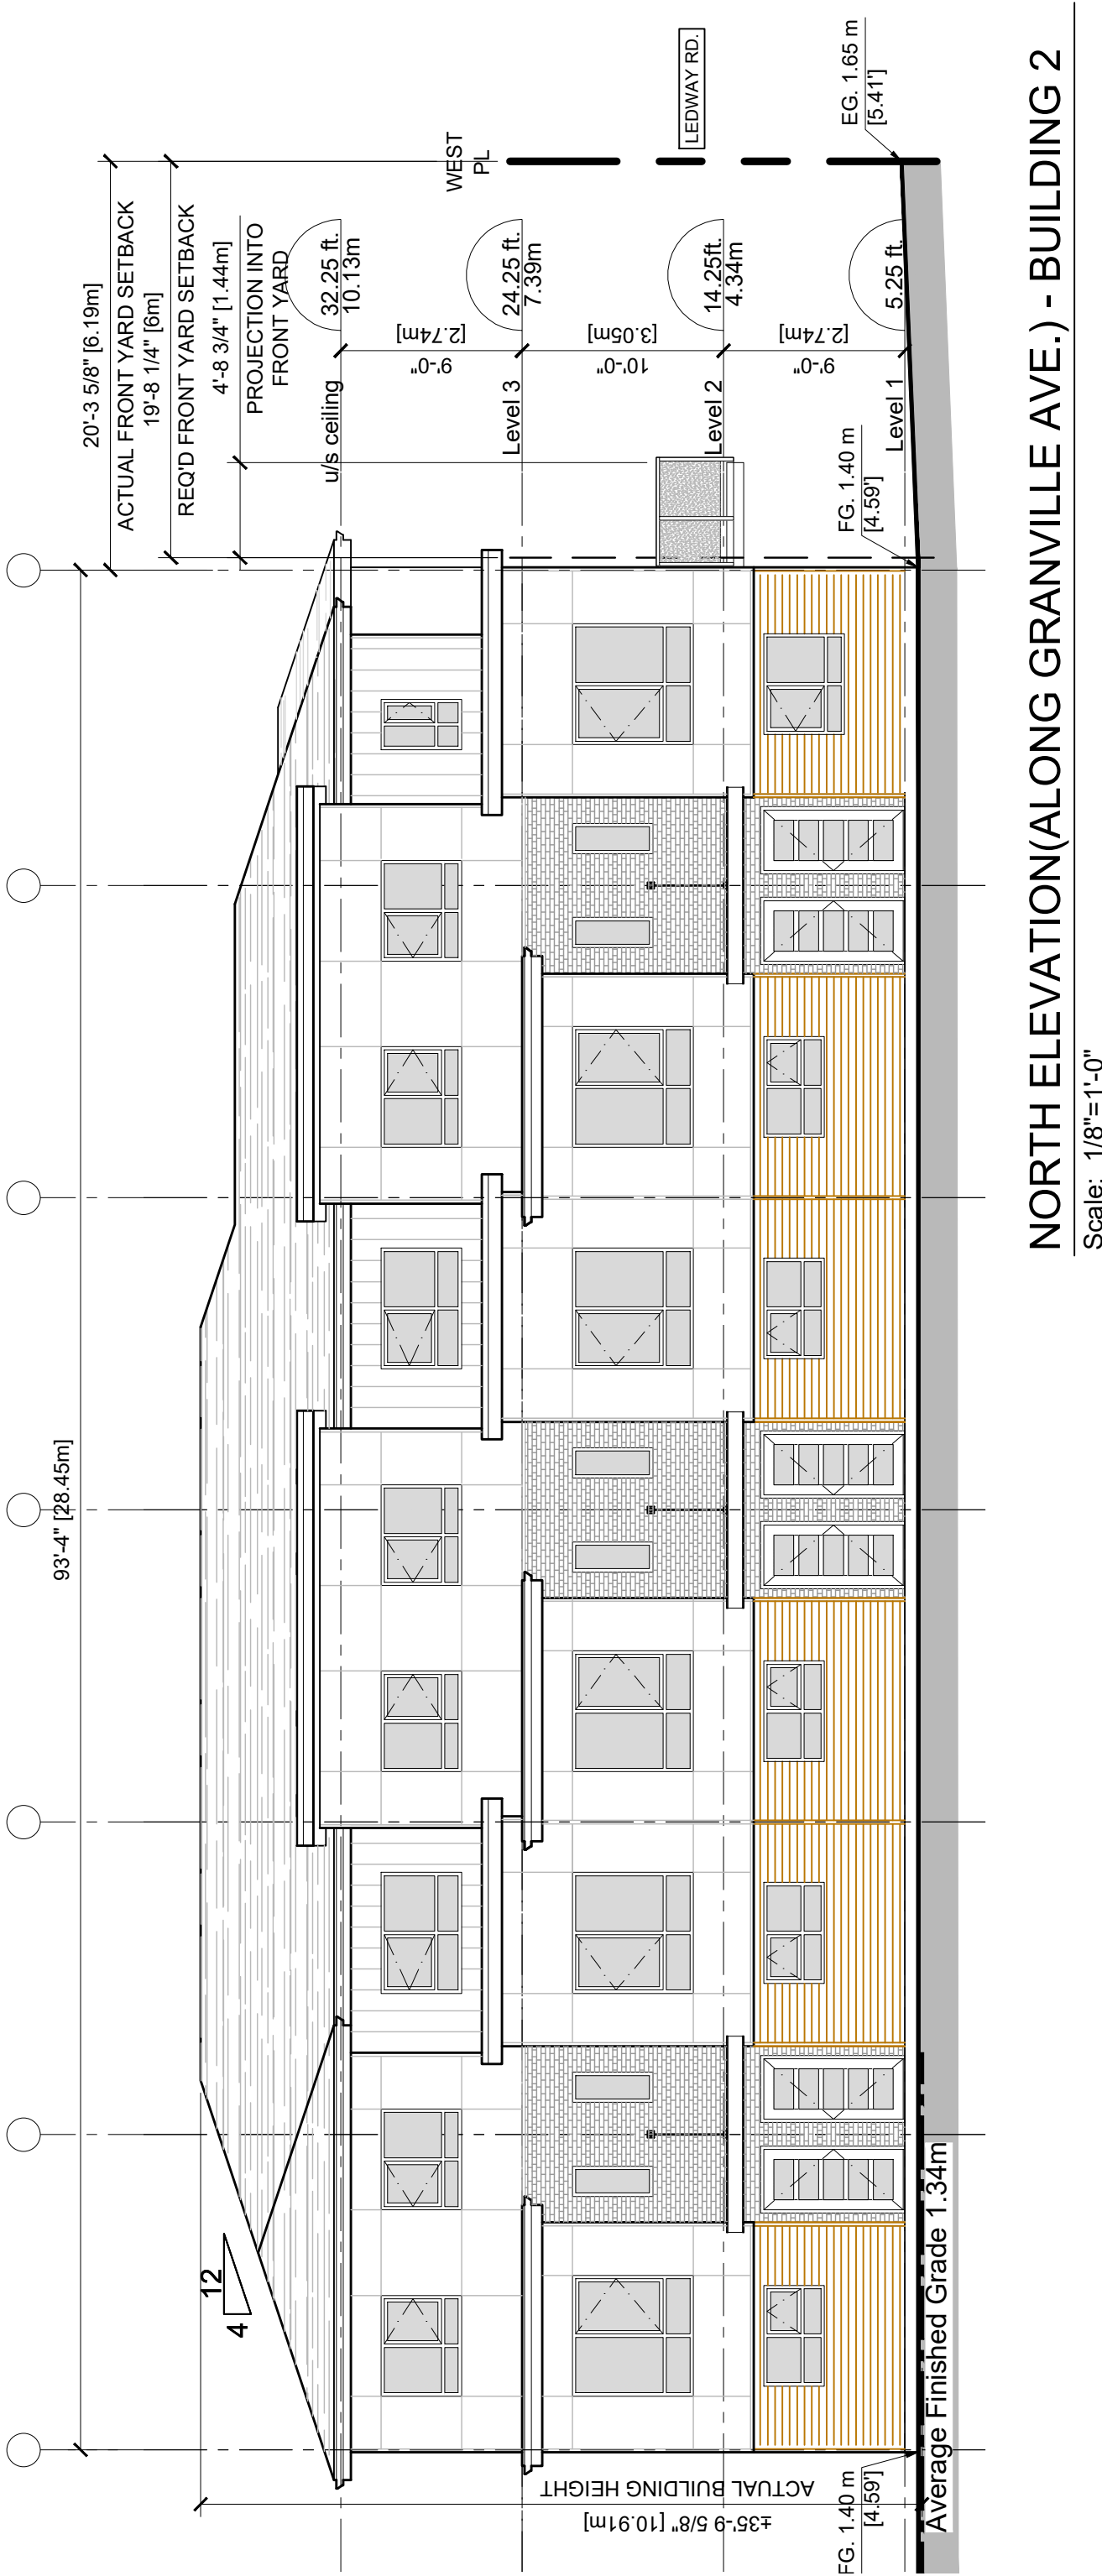 20'-3 5/8" [6.19m]
ACTUAL FRONT YARD SETBACK
19'-8 1/4" [6m]
REQ'D FRONT YARD SETBACK
4'-8 3/4" [1.44m]
PROJECTION INTO
FRONT YARD
93'-4" [28.45m]
WEST
PL
LEDWAY RD.
EG. 1.65 m
[5.41']
u/s ceiling
32.25 ft.
10.13m
9'-0"
[2.74m]
Level 3
24.25 ft.
7.39m
10'-0"
[3.05m]
Level 2
14.25ft.
4.34m
9'-0"
[2.74m]
Level 1
5.25 ft.
FG. 1.40 m
[4.59']
12
4
±35'-9 5/8" [10.91m]
ACTUAL BUILDING HEIGHT
FG. 1.40 m
[4.59']
Average Finished Grade 1.34m
NORTH ELEVATION(ALONG GRANVILLE AVE.) - BUILDING 2
Scale: 1/8"=1'-0"